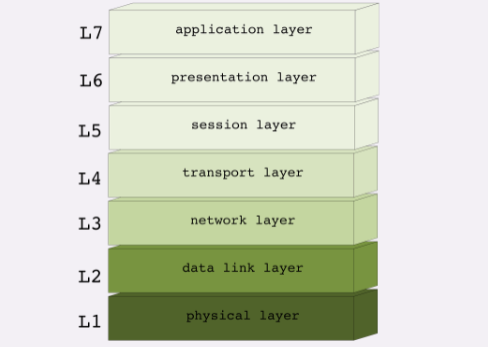 L7 application layer
L6 presentation layer
L5 session layer
L4 transport layer
L3 network layer
L2 data link layer
L1 physical layer